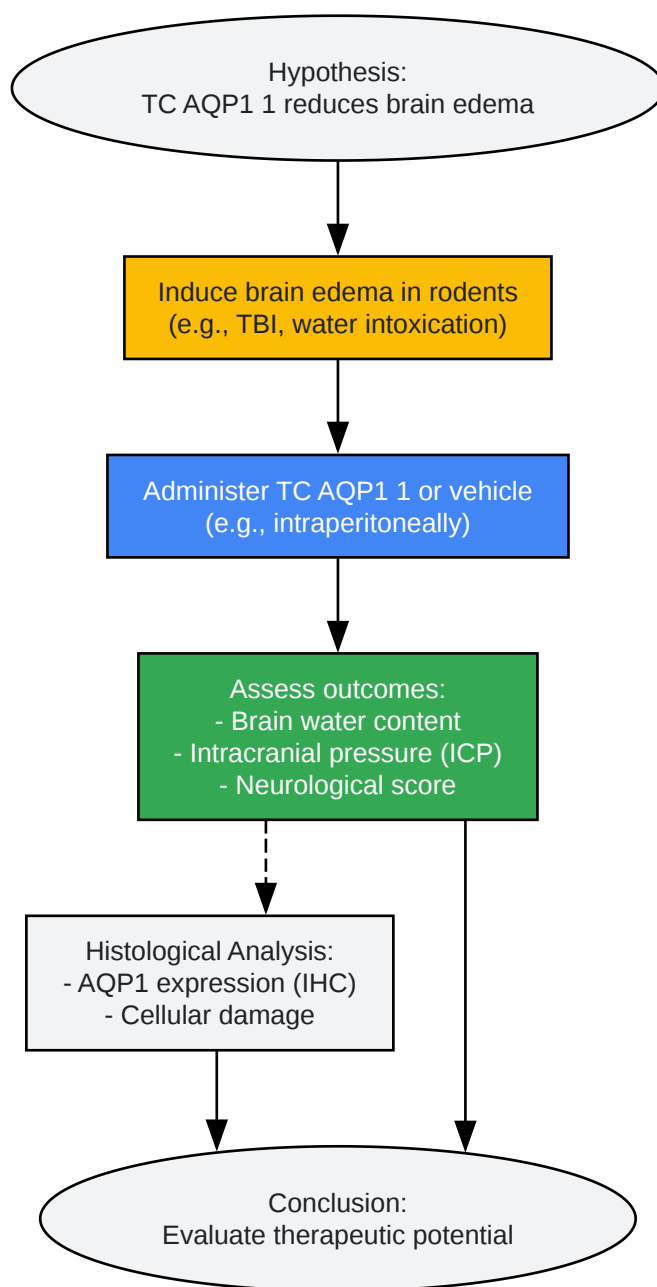 Hypothesis:
TC AQP1 1 reduces brain edema
Induce brain edema in rodents
(e.g., TBI, water intoxication)
Administer TC AQP1 1 or vehicle
(e.g., intraperitoneally)
Assess outcomes:
- Brain water content
- Intracranial pressure (ICP)
- Neurological score
Histological Analysis:
- AQP1 expression (IHC)
- Cellular damage
Conclusion:
Evaluate therapeutic potential